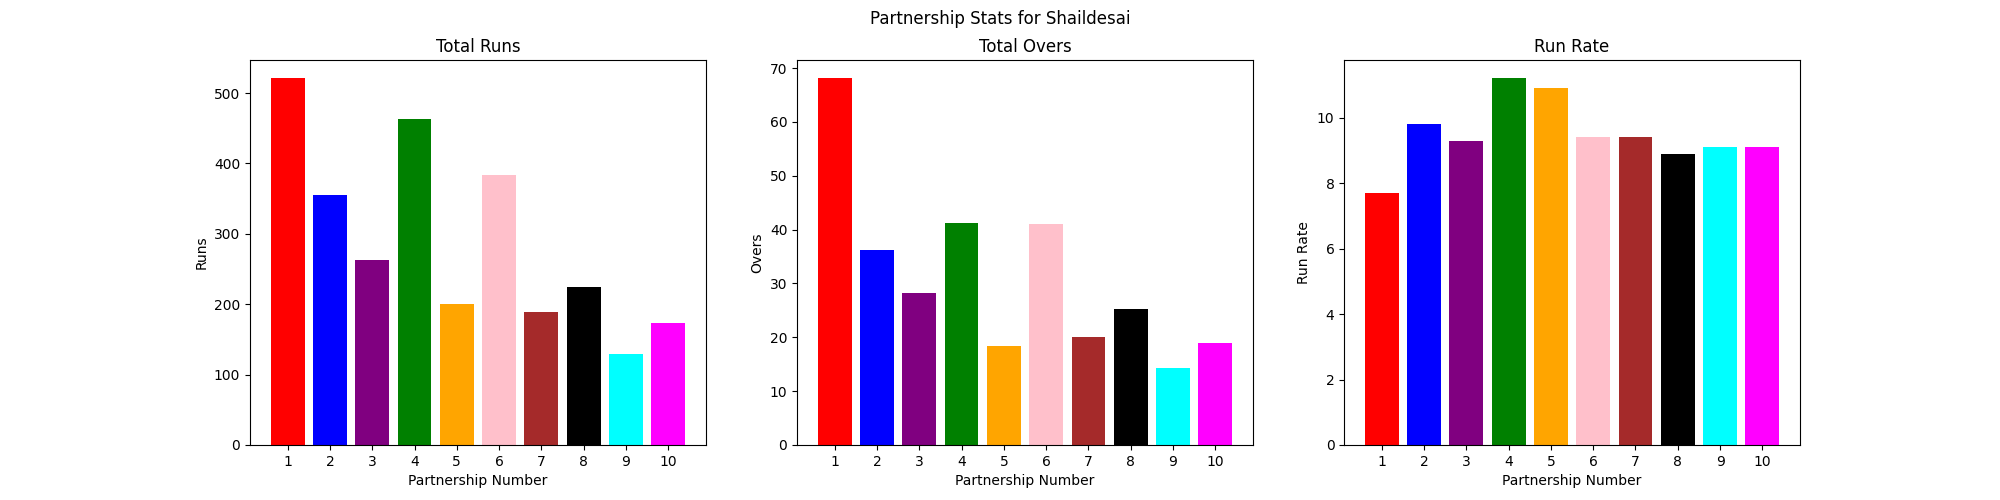 Partnership Stats for Shaildesai
Total Runs
Runs
500
400
300
200
100
0
1 2 3 4 5 6 7 8 9 10
Partnership Number
Total Overs
Overs
70
60
50
40
30
20
10
0
1 2 3 4 5 6 7 8 9 10
Partnership Number
Run Rate
Run Rate
10
8
6
4
2
0
1 2 3 4 5 6 7 8 9 10
Partnership Number